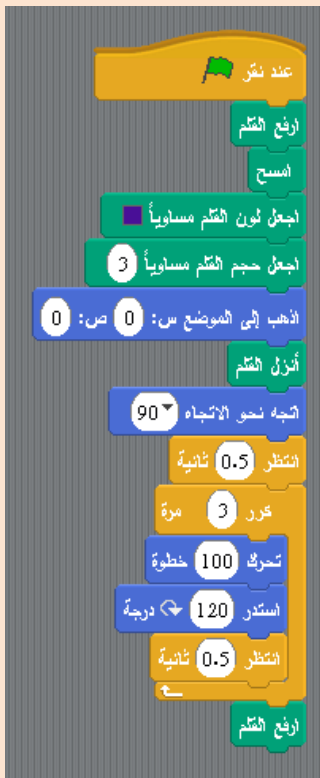 عند نقر
ارفع القلم
امسح
اجعل لون القلم مساوياً
اجعل حجم القلم مساوياً 3
اذهب إلى الموضع س: 0 ص: 0
أنزل القلم
اتجه نحو الاتجاه 90
انتظر 0.5 ثانية
كرر 3 مرة
تحرك 100 خطوة
استدر 120 درجة
انتظر 0.5 ثانية
ارفع القلم